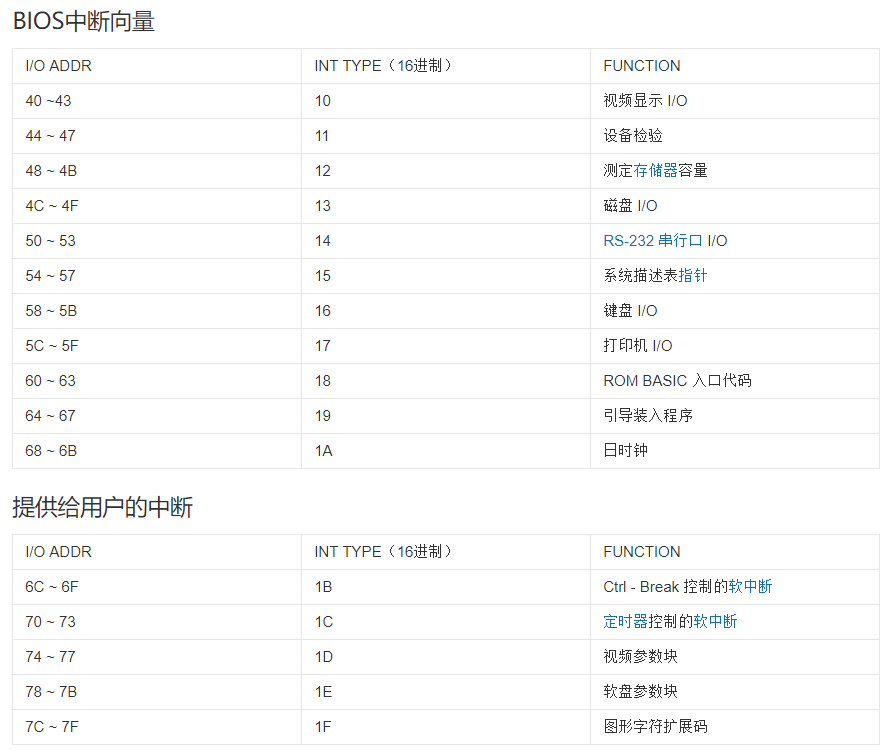 BIOS中断向量
I/O ADDR INT TYPE（16进制） FUNCTION
40 ~43 10 视频显示 I/O
44 ~ 47 11 设备检验
48 ~ 4B 12 测定存储器容量
4C ~ 4F 13 磁盘 I/O
50 ~ 53 14 RS-232 串行口 I/O
54 ~ 57 15 系统描述表指针
58 ~ 5B 16 键盘 I/O
5C ~ 5F 17 打印机 I/O
60 ~ 63 18 ROM BASIC 入口代码
64 ~ 67 19 引导装入程序
68 ~ 6B 1A 日时钟
提供给用户的中断
I/O ADDR INT TYPE（16进制） FUNCTION
6C ~ 6F 1B Ctrl - Break 控制的软中断
70 ~ 73 1C 定时器控制的软中断
74 ~ 77 1D 视频参数块
78 ~ 7B 1E 软盘参数块
7C ~ 7F 1F 图形字符扩展码